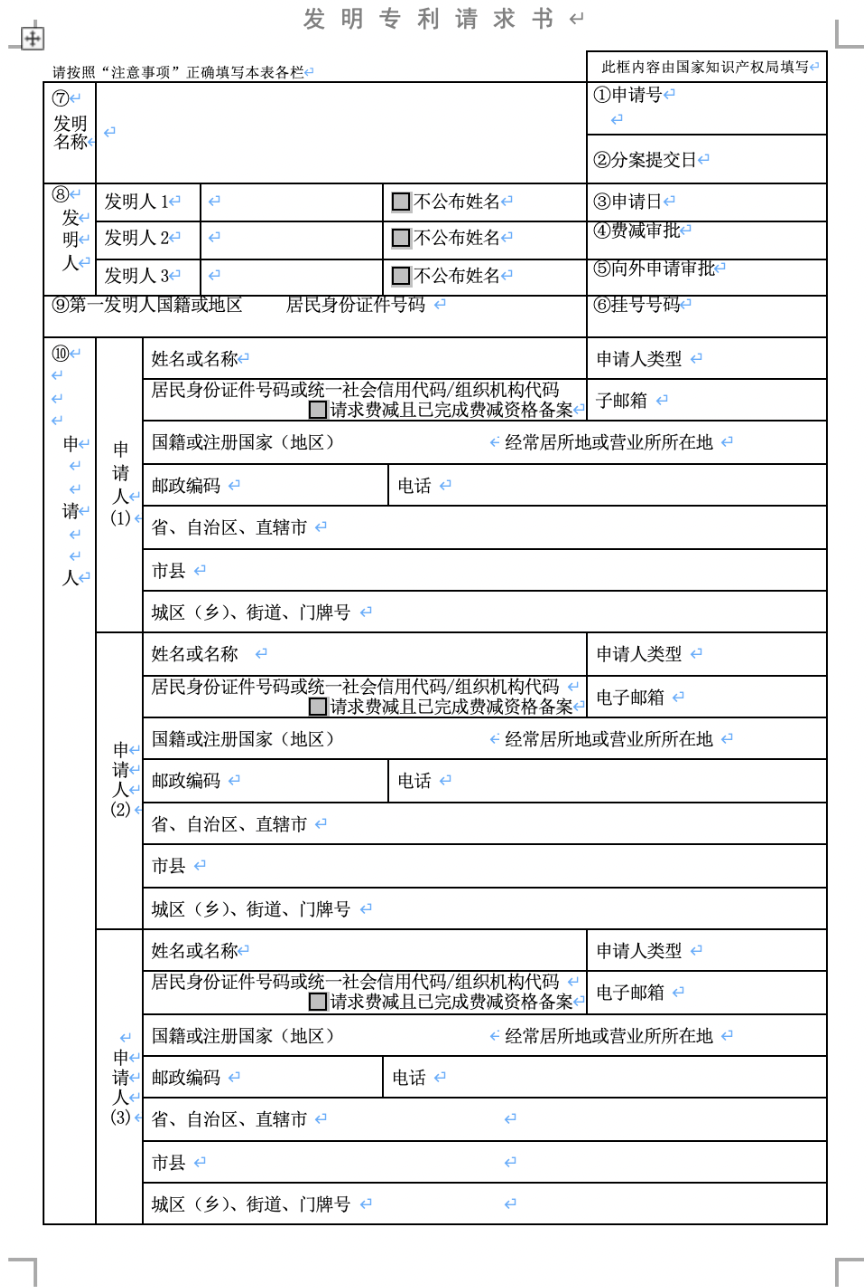 发明专利请求书
请按照“注意事项”正确填写本表各栏
此框内容由国家知识产权局填写
⑦
发明
名称
①申请号
②分案提交日
⑧
发
明
人
发明人 1
不公布姓名
③申请日
发明人 2
不公布姓名
④费减审批
发明人 3
不公布姓名
⑤向外申请审批
⑨第一发明人国籍或地区 居民身份证件号码
⑥挂号号码
⑩
申
请
人
申
请
人
(1)
姓名或名称
申请人类型
居民身份证件号码或统一社会信用代码/组织机构代码
请求费减且已完成费减资格备案
子邮箱
国籍或注册国家（地区）
经常居所地或营业所所在地
邮政编码
电话
省、自治区、直辖市
市县
城区（乡）、街道、门牌号
申
请
人
(2)
姓名或名称
申请人类型
居民身份证件号码或统一社会信用代码/组织机构代码
请求费减且已完成费减资格备案
电子邮箱
国籍或注册国家（地区）
经常居所地或营业所所在地
邮政编码
电话
省、自治区、直辖市
市县
城区（乡）、街道、门牌号
申
请
人
(3)
姓名或名称
申请人类型
居民身份证件号码或统一社会信用代码/组织机构代码
请求费减且已完成费减资格备案
电子邮箱
国籍或注册国家（地区）
经常居所地或营业所所在地
邮政编码
电话
省、自治区、直辖市
市县
城区（乡）、街道、门牌号